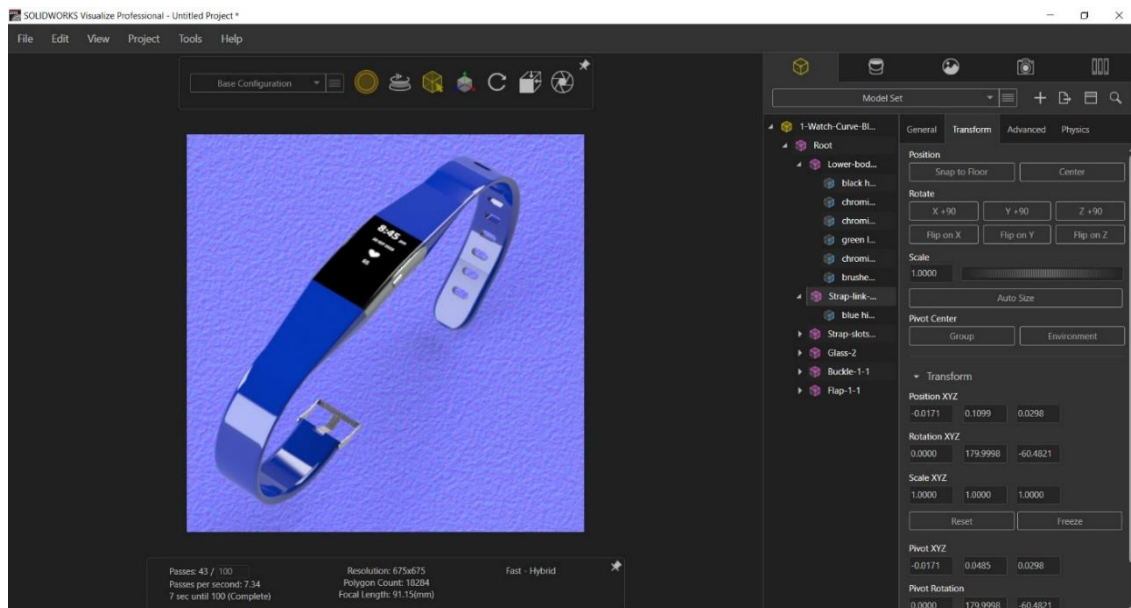 SOLIDWORKS Visualize Professional - Untitled Project *
File Edit View Project Tools Help
Base Configuration
8:45 pm
Model Set
1-Watch-Curve-Bl...
Root
Lower-bod...
black h...
chromi...
chromi...
green l...
chromi...
brushe...
Strap-link-...
blue hi...
Strap-slots...
Glass-2
Buckle-1-1
Flap-1-1
General Transform Advanced Physics
Position
Snap to Floor Center
Rotate
X +90 Y +90 Z +90
Flip on X Flip on Y Flip on Z
Scale
1.0000
Auto Size
Pivot Center
Group Environment
Transform
Position XYZ
-0.0171 0.1099 0.0298
Rotation XYZ
0.0000 179.9998 -60.4821
Scale XYZ
1.0000 1.0000 1.0000
Reset Freeze
Pivot XYZ
-0.0171 0.0485 0.0298
Pivot Rotation
0.0000 179.9998 -60.4821
Passes: 43 / 100
Passes per second: 7.34
7 sec until 100 (Complete)
Resolution: 675x675
Polygon Count: 18284
Focal Length: 91.15(mm)
Fast - Hybrid